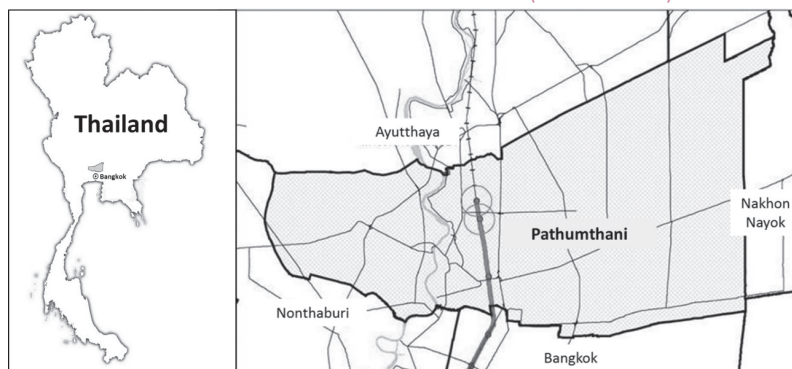 Thailand
Bangkok
Ayutthaya
Pathumthani
Nakhon
Nayok
Nonthaburi
Bangkok